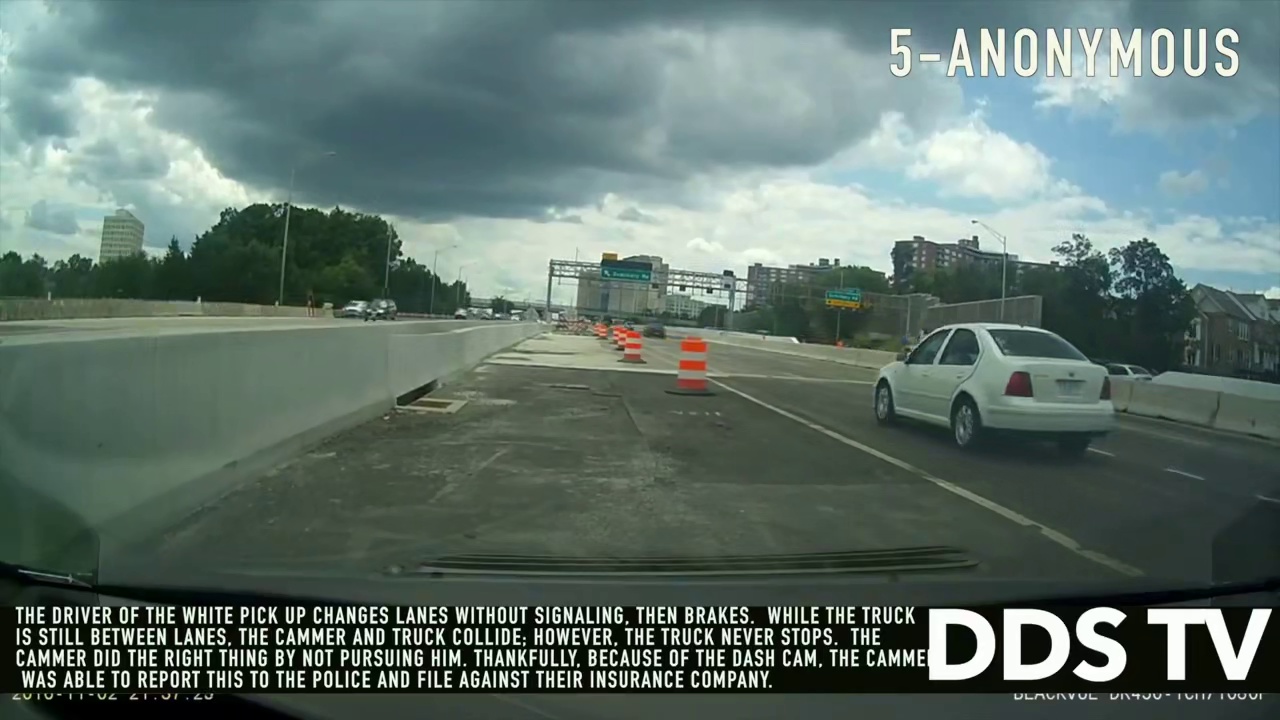 5-ANONYMOUS
THE DRIVER OF THE WHITE PICK UP CHANGES LANES WITHOUT SIGNALING, THEN BRAKES. WHILE THE TRUCK
IS STILL BETWEEN LANES, THE CAMMER AND TRUCK COLLIDE; HOWEVER, THE TRUCK NEVER STOPS. THE
CAMMER DID THE RIGHT THING BY NOT PURSUING HIM. THANKFULLY, BECAUSE OF THE DASH CAM, THE CAMME
WAS ABLE TO REPORT THIS TO THE POLICE AND FILE AGAINST THEIR INSURANCE COMPANY.
DDS TV